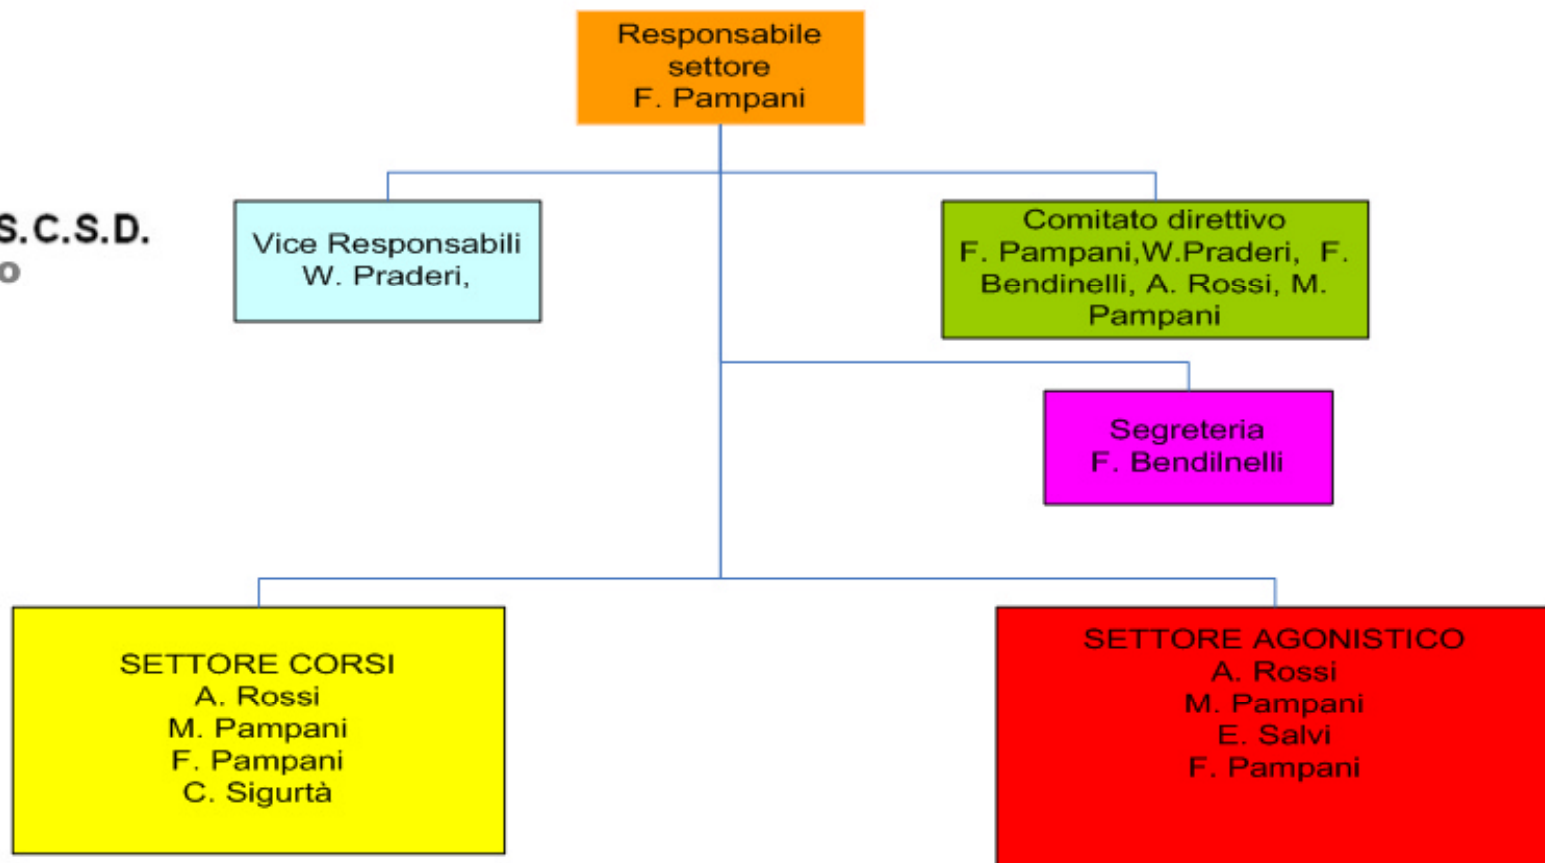 Responsabile
settore
F. Pampani
S.C.S.D.
o
Vice Responsabili
W. Praderi,
Comitato direttivo
F. Pampani,W.Praderi, F.
Bendinelli, A. Rossi, M.
Pampani
Segreteria
F. Bendilnelli
SETTORE CORSI
A. Rossi
M. Pampani
F. Pampani
C. Sigurtà
SETTORE AGONISTICO
A. Rossi
M. Pampani
E. Salvi
F. Pampani